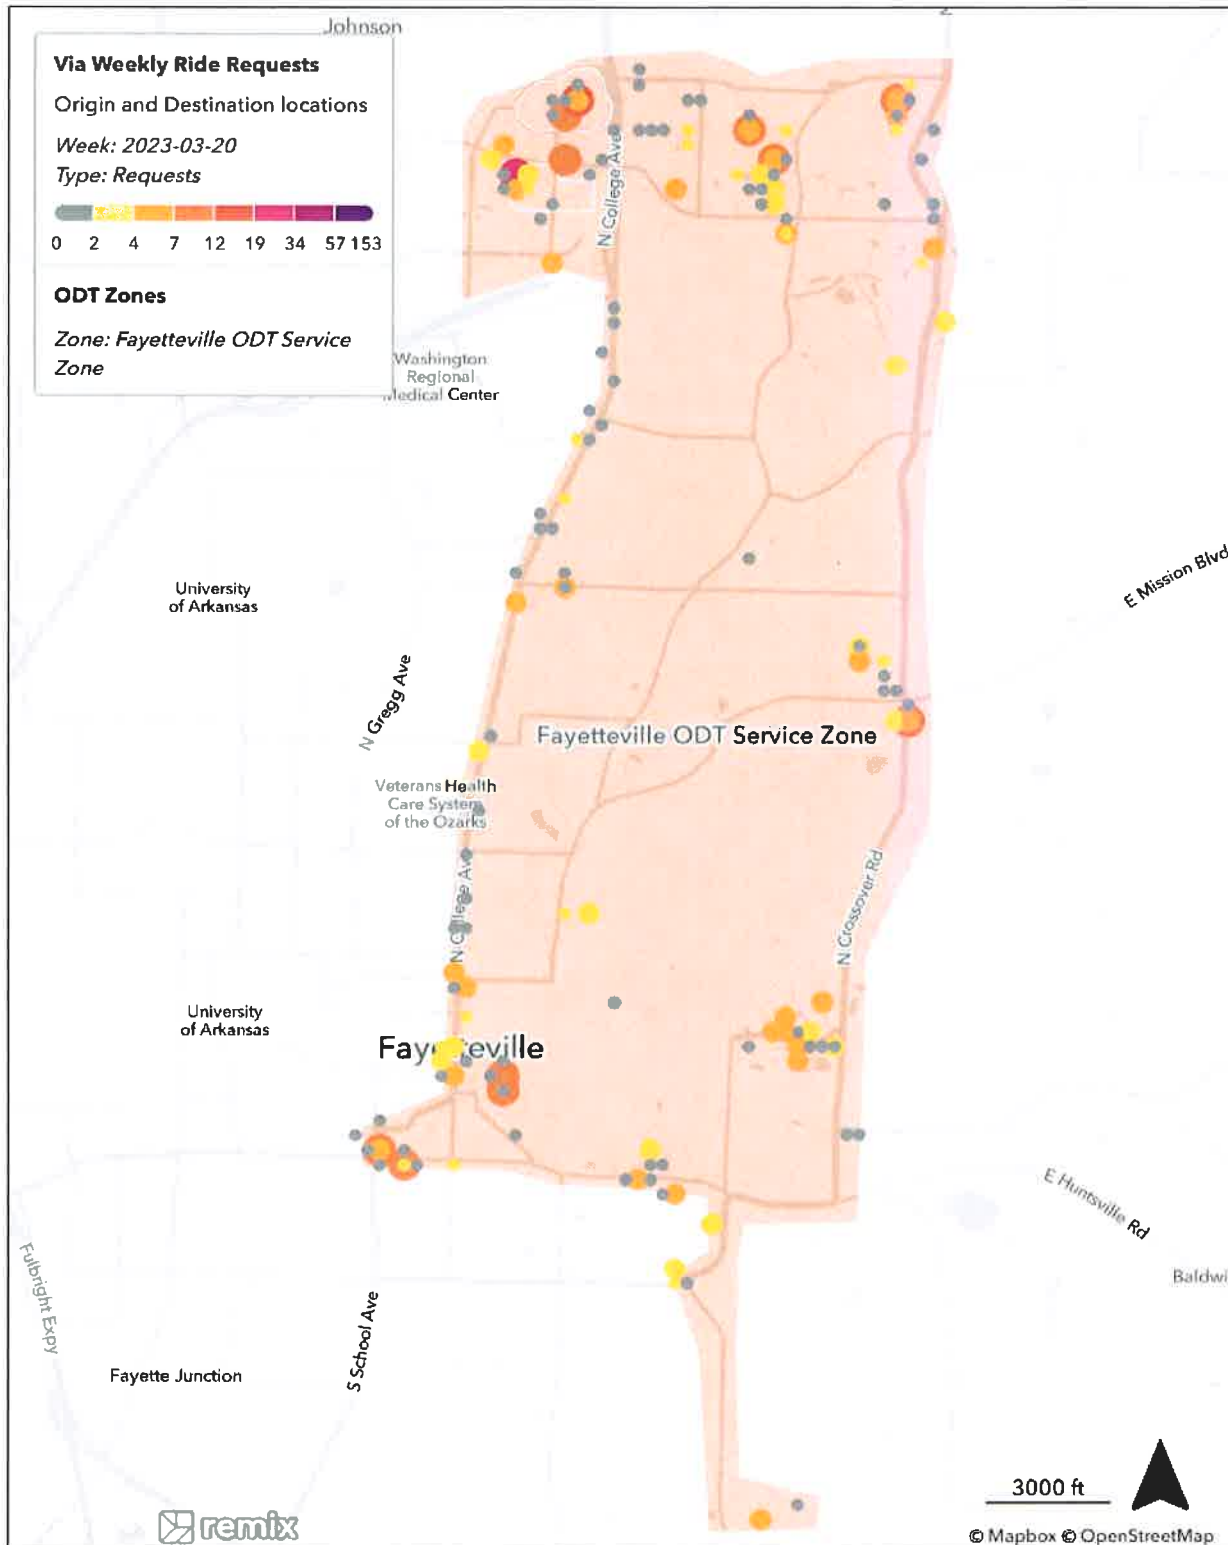 Johnson
Via Weekly Ride Requests
Origin and Destination locations
Week: 2023-03-20
Type: Requests
0 2 4 7 12 19 34 57 153
ODT Zones
Zone: Fayetteville ODT Service
Zone
N College Ave
Washington
Regional
Medical Center
University
of Arkansas
E Mission Blvd
N Gregg Ave
Fayetteville ODT Service Zone
Veterans Health
Care System
of the Ozarks
N College Ave
N Crossover Rd
University
of Arkansas
Fayetteville
E Huntsville Rd
Baldwi
Fulbright Expy
S School Ave
Fayette Junction
3000 ft
remix
© Mapbox © OpenStreetMap